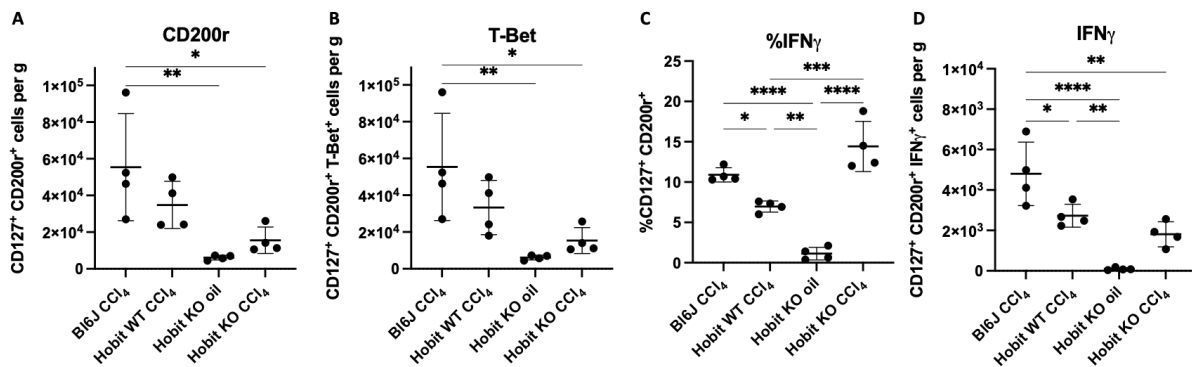 A
CD200r
CD127⁺ CD200r⁺ cells per g
1×10⁵
8×10⁴
6×10⁴
4×10⁴
2×10⁴
0
*
**
Bl6J CCl₄
Hobit WT CCl₄
Hobit KO oil
Hobit KO CCl₄
B
T-Bet
CD127⁺ CD200r⁺ T-Bet⁺ cells per g
1×10⁵
8×10⁴
6×10⁴
4×10⁴
2×10⁴
0
*
**
Bl6J CCl₄
Hobit WT CCl₄
Hobit KO oil
Hobit KO CCl₄
C
%IFNγ
%CD127⁺ CD200r⁺
25
20
15
10
5
0
***
**** ****
* **
Bl6J CCl₄
Hobit WT CCl₄
Hobit KO oil
Hobit KO CCl₄
D
IFNγ
CD127⁺ CD200r⁺ IFNγ⁺ cells per g
1×10⁴
8×10³
6×10³
4×10³
2×10³
0
**
****
* **
Bl6J CCl₄
Hobit WT CCl₄
Hobit KO oil
Hobit KO CCl₄